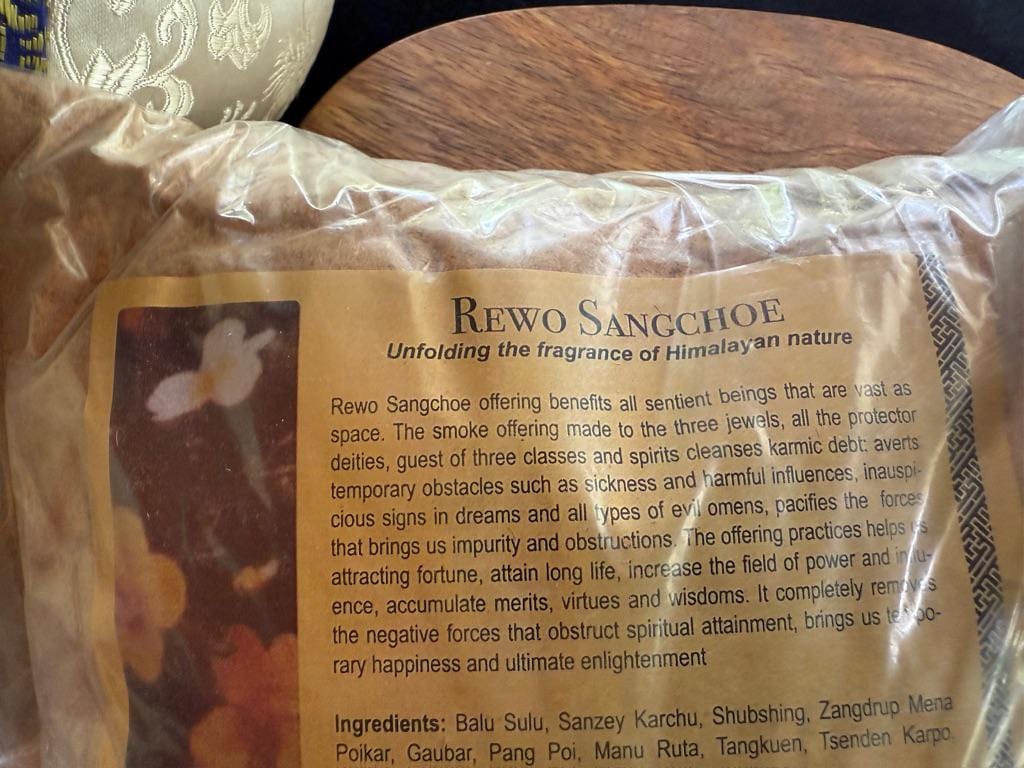 REWO SANGCHOE
Unfolding the fragrance of Himalayan nature
Rewo Sangchoe offering benefits all sentient beings that are vast as
space. The smoke offering made to the three jewels, all the protector
deities, guest of three classes and spirits cleanses karmic debt: averts
temporary obstacles such as sickness and harmful influences, inauspi-
cious signs in dreams and all types of evil omens, pacifies the forces
that brings us impurity and obstructions. The offering practices helps us
attracting fortune, attain long life, increase the field of power and influ-
ence, accumulate merits, virtues and wisdoms. It completely removes
the negative forces that obstruct spiritual attainment, brings us tempo-
rary happiness and ultimate enlightenment
Ingredients: Balu Sulu, Sanzey Karchu, Shubshing, Zangdrup Mena
Poikar, Gaubar, Pang Poi, Manu Ruta, Tangkuen, Tsenden Karpo,